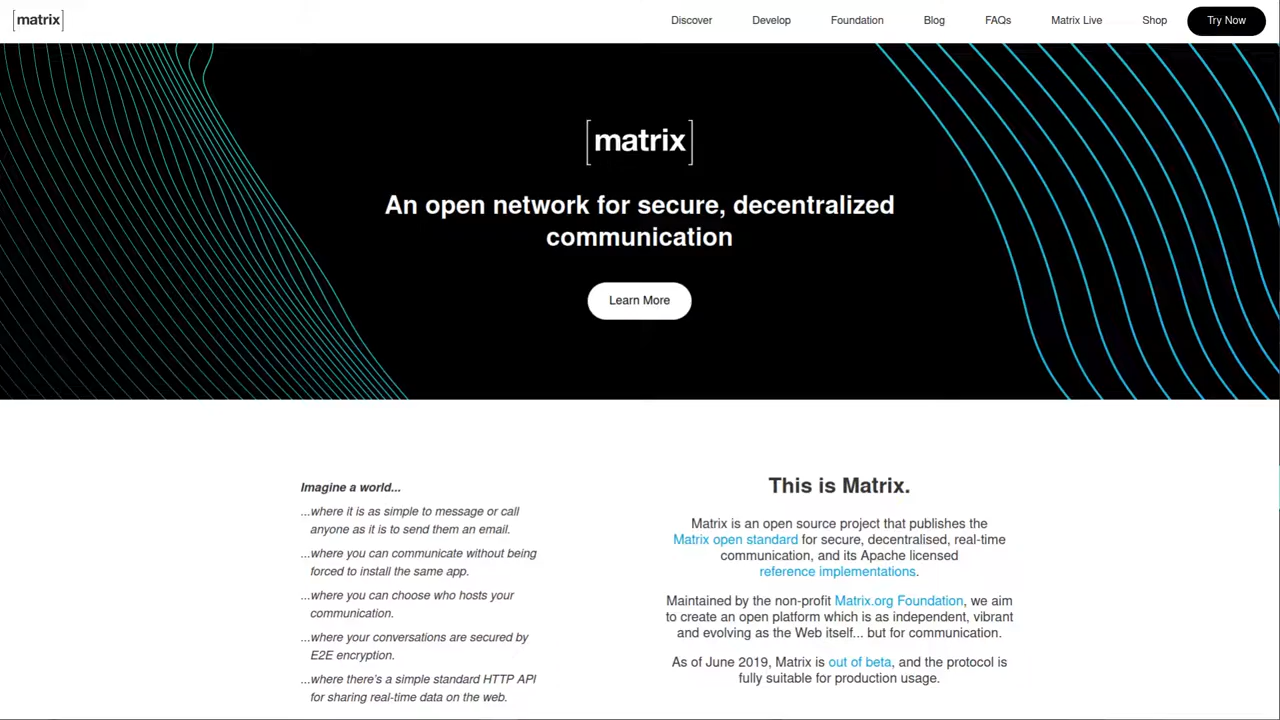 [matrix]
Discover Develop Foundation Blog FAQs Matrix Live Shop Try Now
[matrix]
An open network for secure, decentralized
communication
Learn More
Imagine a world...
...where it is as simple to message or call
anyone as it is to send them an email.
...where you can communicate without being
forced to install the same app.
...where you can choose who hosts your
communication.
...where your conversations are secured by
E2E encryption.
...where there's a simple standard HTTP API
for sharing real-time data on the web.
This is Matrix.
Matrix is an open source project that publishes the
Matrix open standard for secure, decentralised, real-time
communication, and its Apache licensed
reference implementations.
Maintained by the non-profit Matrix.org Foundation, we aim
to create an open platform which is as independent, vibrant
and evolving as the Web itself... but for communication.
As of June 2019, Matrix is out of beta, and the protocol is
fully suitable for production usage.